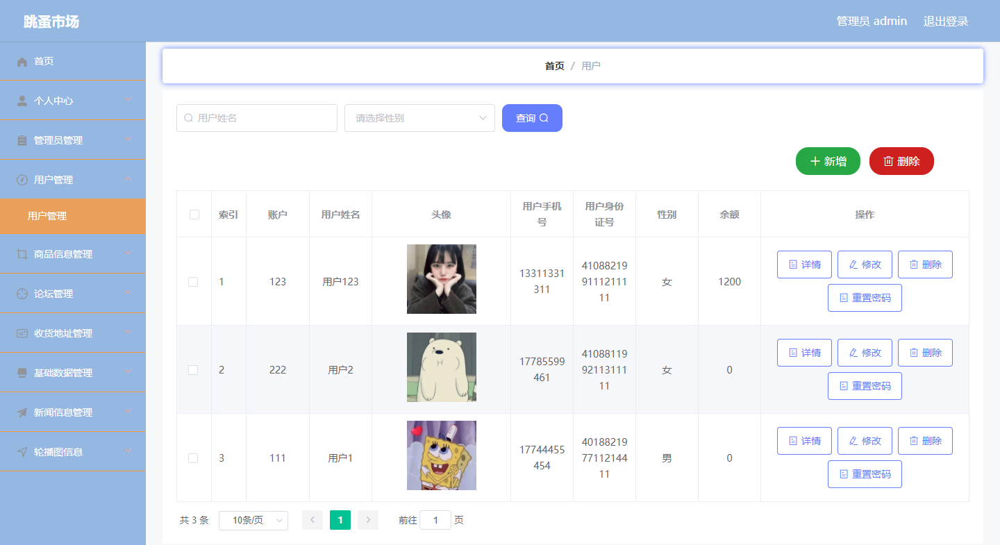 跳蚤市场
管理员 admin 退出登录
首页
个人中心
管理员管理
用户管理
用户管理
商品信息管理
论坛管理
收货地址管理
基础数据管理
新闻信息管理
轮播图信息
首页 / 用户
用户姓名 请选择性别 查询
新增 删除
索引 账户 用户姓名 头像 用户手机号 用户身份证号 性别 余额 操作
1 123 用户123 13311331311 410882199111211111 女 1200 详情 修改 删除
重置密码
2 222 用户2 17785599461 410881199211311111 女 0 详情 修改 删除
重置密码
3 111 用户1 17744455454 401882197711214411 男 0 详情 修改 删除
重置密码
共 3 条 10条/页 1 前往 1 页